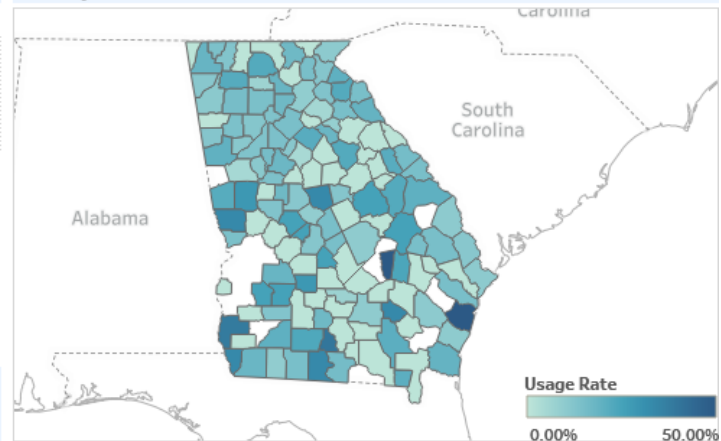 Carolina
South
Carolina
Alabama
Usage Rate
0.00% 50.00%